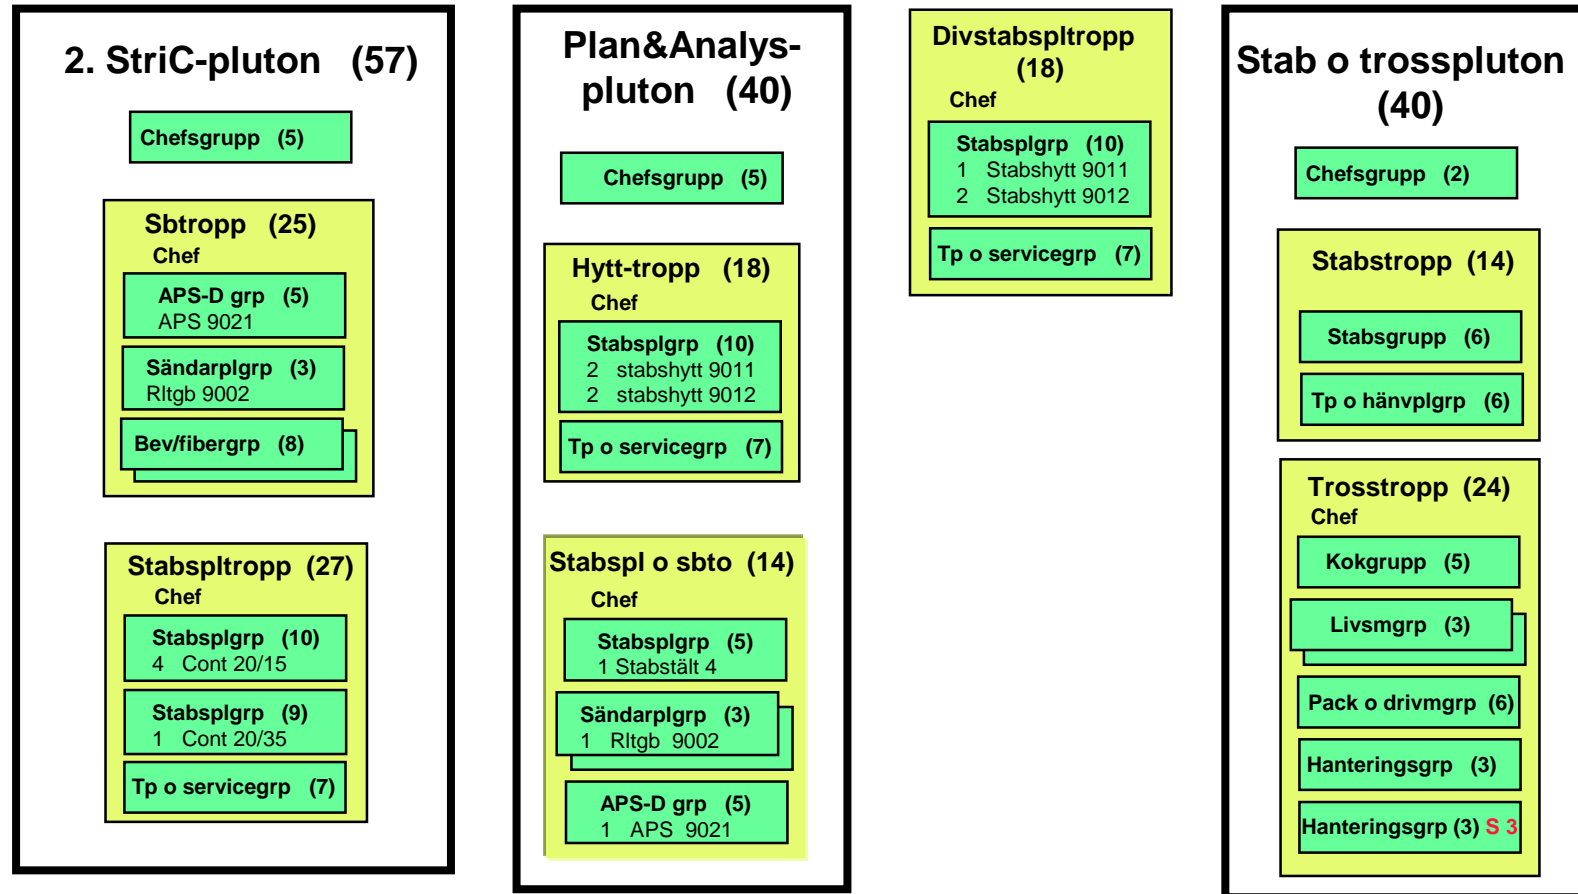 2. StriC-pluton (57)
Chefsgrupp (5)
Sbtropp (25)
Chef
APS-D grp (5)
APS 9021
Sändarplgrp (3)
Rltgb 9002
Bev/fibergrp (8)
Stabspltropp (27)
Chef
Stabsplgrp (10)
4 Cont 20/15
Stabsplgrp (9)
1 Cont 20/35
Tp o servicegrp (7)
Plan&Analys-
pluton (40)
Chefsgrupp (5)
Hytt-tropp (18)
Chef
Stabsplgrp (10)
2 stabshytt 9011
2 stabshytt 9012
Tp o servicegrp (7)
Stabspl o sbto (14)
Chef
Stabsplgrp (5)
1 Stabstält 4
Sändarplgrp (3)
1 Rltgb 9002
APS-D grp (5)
1 APS 9021
Divstabspltropp
(18)
Chef
Stabsplgrp (10)
1 Stabshytt 9011
2 Stabshytt 9012
Tp o servicegrp (7)
Stab o trosspluton
(40)
Chefsgrupp (2)
Stabstropp (14)
Stabsgrupp (6)
Tp o hänvplgrp (6)
Trosstropp (24)
Chef
Kokgrupp (5)
Livsmgrp (3)
Pack o drivmgrp (6)
Hanteringsgrp (3)
Hanteringsgrp (3) S 3